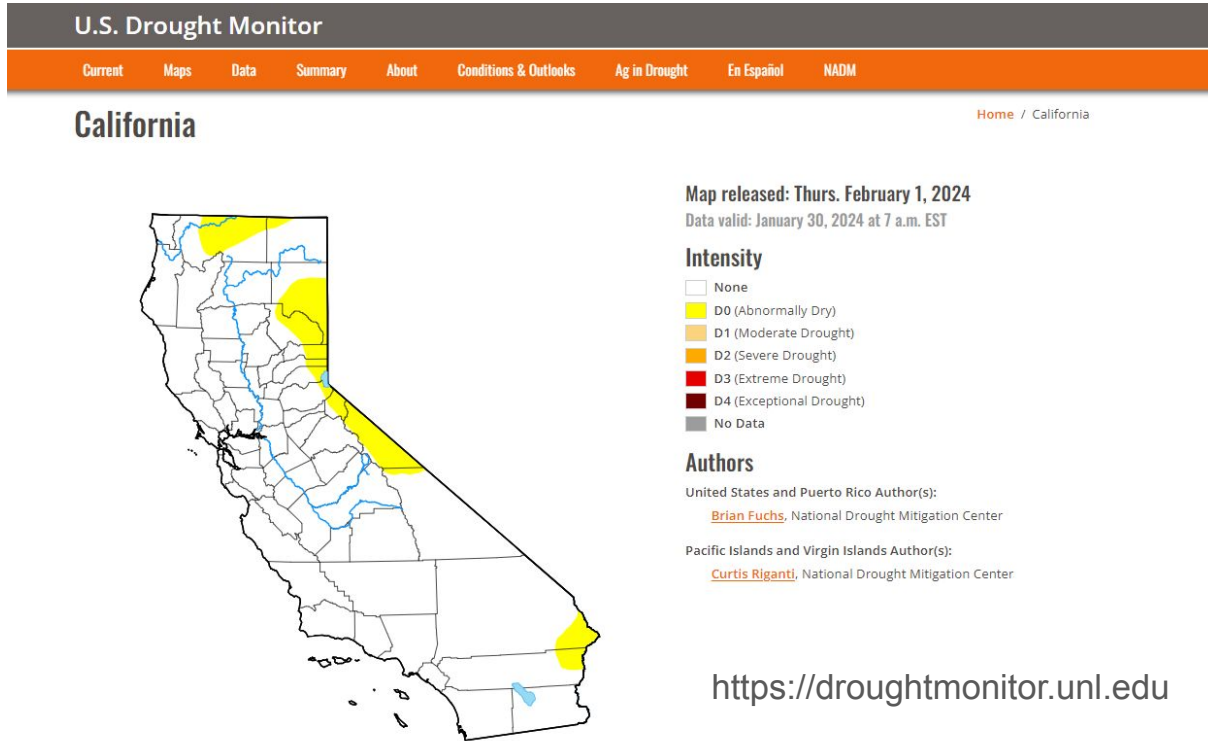 U.S. Drought Monitor
Current Maps Data Summary About Conditions & Outlooks Ag in Drought En Español NADM
California
Home / California
Map released: Thurs. February 1, 2024
Data valid: January 30, 2024 at 7 a.m. EST
Intensity
None
D0 (Abnormally Dry)
D1 (Moderate Drought)
D2 (Severe Drought)
D3 (Extreme Drought)
D4 (Exceptional Drought)
No Data
Authors
United States and Puerto Rico Author(s):
Brian Fuchs, National Drought Mitigation Center
Pacific Islands and Virgin Islands Author(s):
Curtis Riganti, National Drought Mitigation Center
https://droughtmonitor.unl.edu